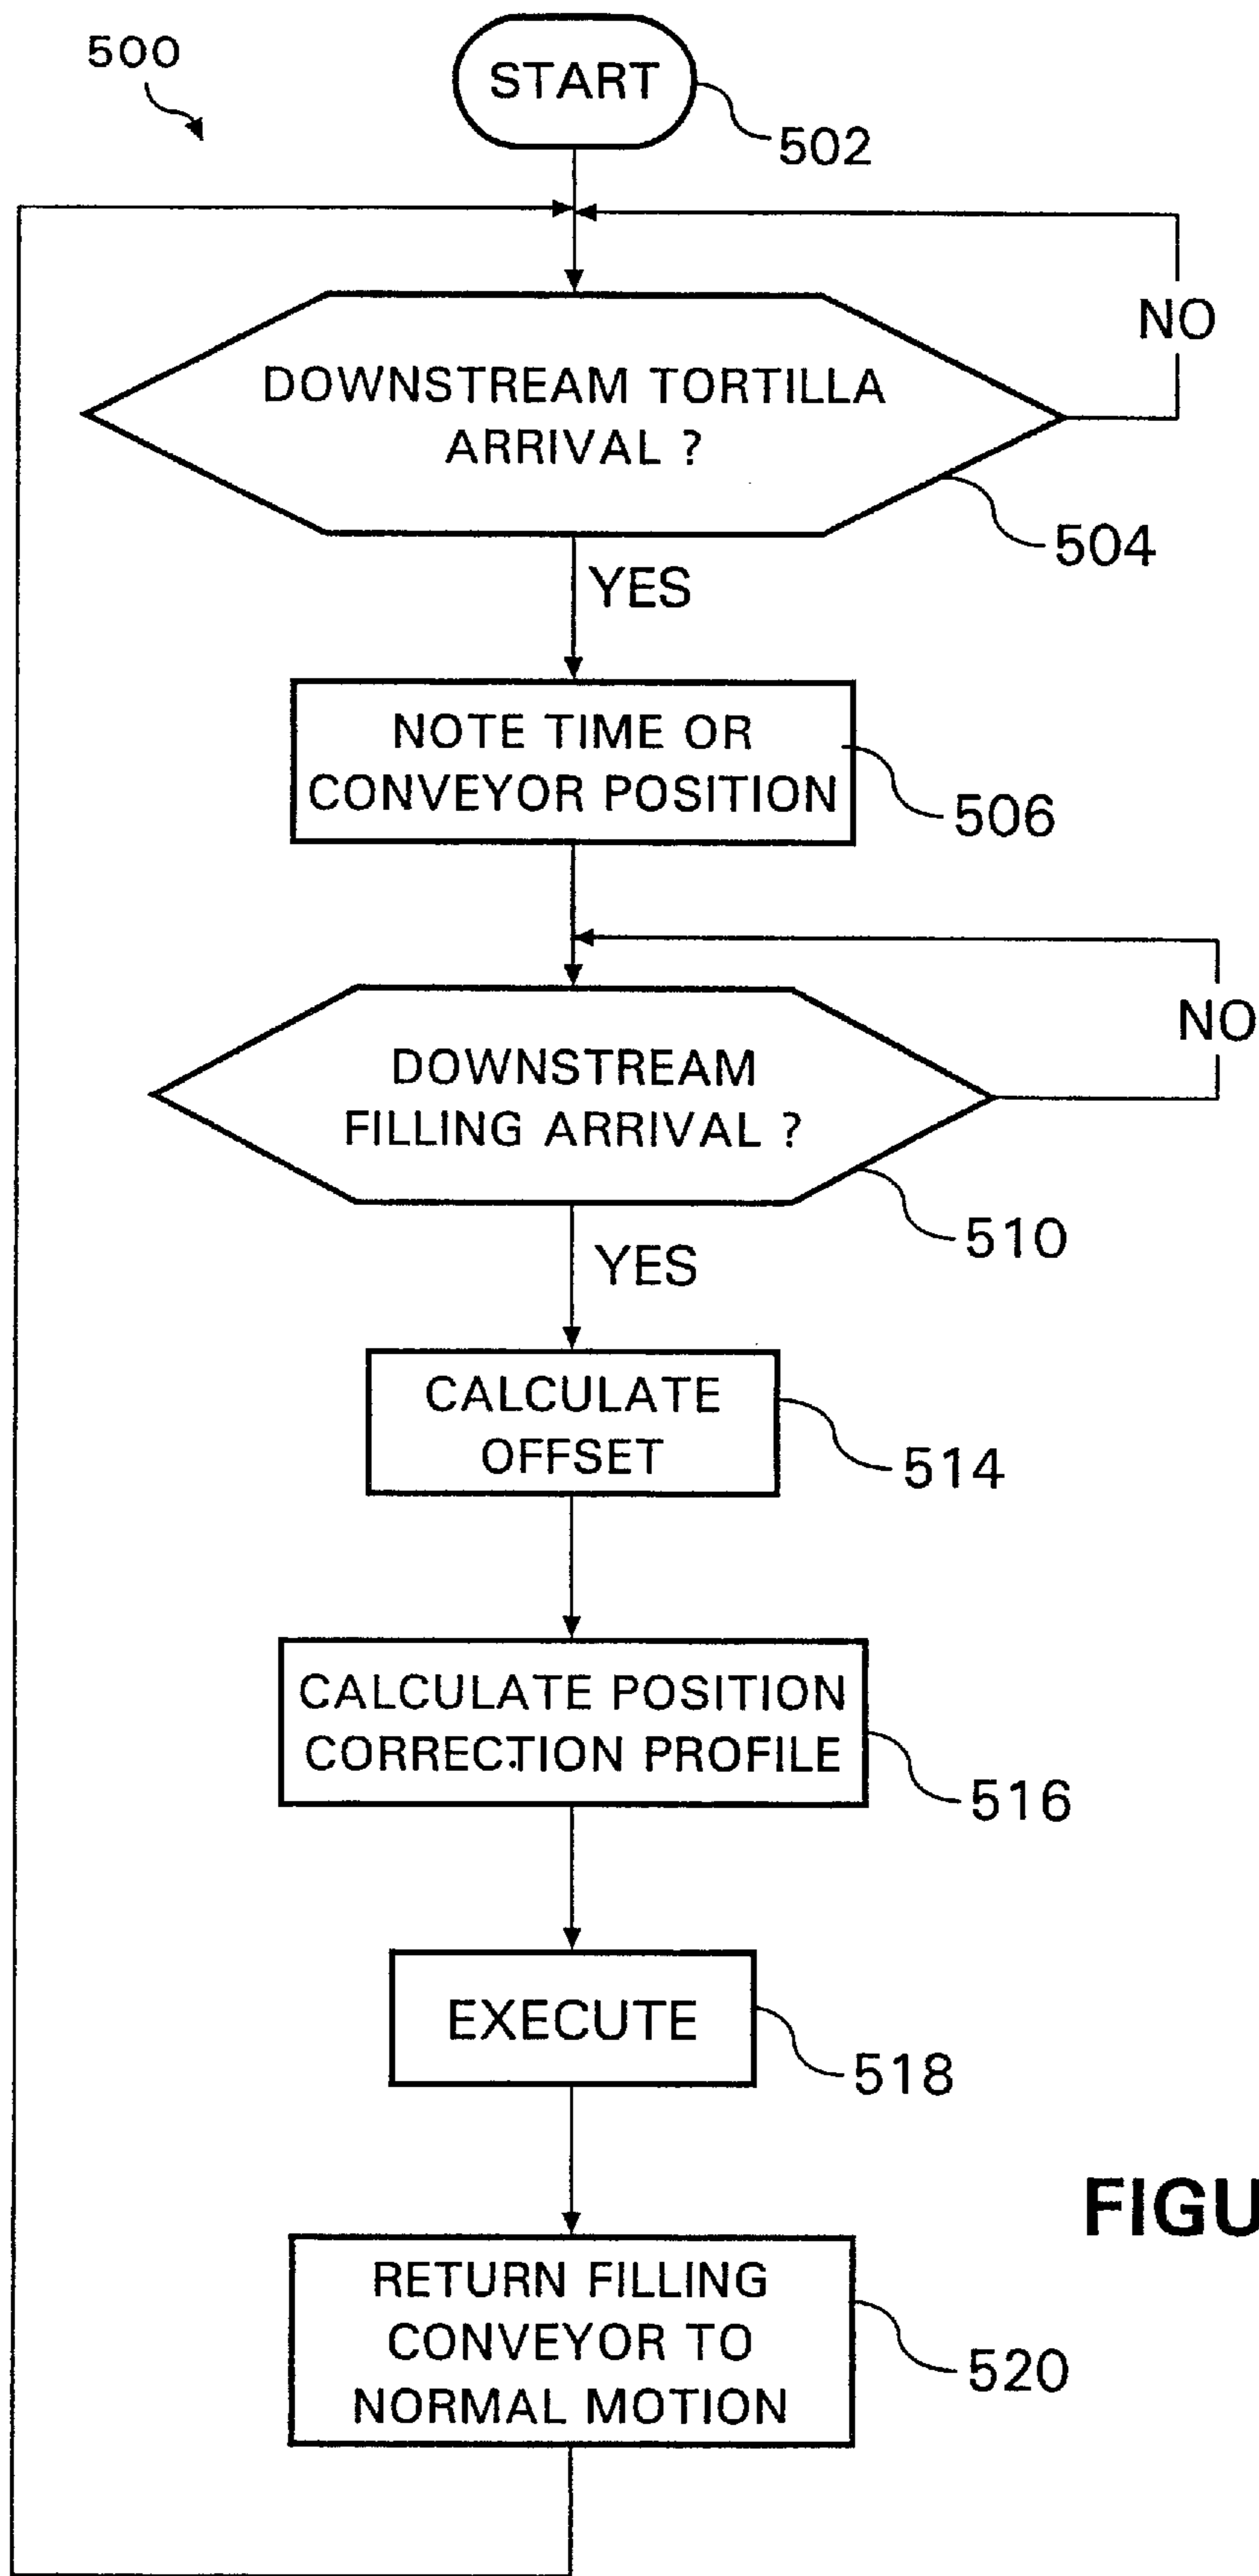 500
START
502
NO
DOWNSTREAM TORTILLA
ARRIVAL ?
504
YES
NOTE TIME OR
CONVEYOR POSITION
506
NO
DOWNSTREAM
FILLING ARRIVAL ?
510
YES
CALCULATE
OFFSET
514
CALCULATE POSITION
CORRECTION PROFILE
516
EXECUTE
518
FIGU
RETURN FILLING
CONVEYOR TO
NORMAL MOTION
520